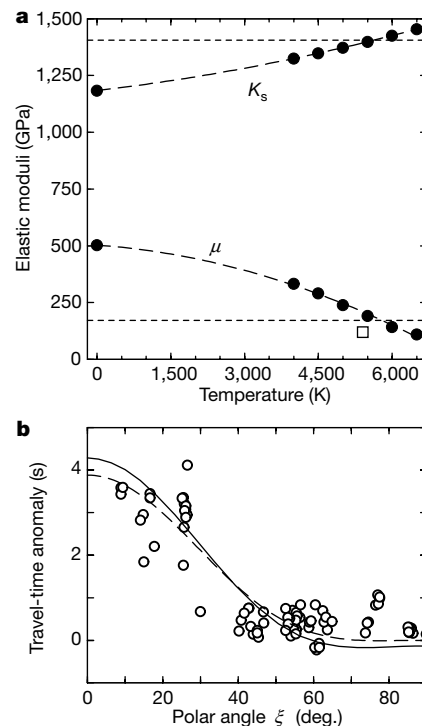 a
1,500
1,250
1,000
750
500
250
0
Elastic moduli (GPa)
Ks
μ
0 1,500 3,000 4,500 6,000
Temperature (K)
b
4
2
0
Travel-time anomaly (s)
0 20 40 60 80
Polar angle ξ (deg.)